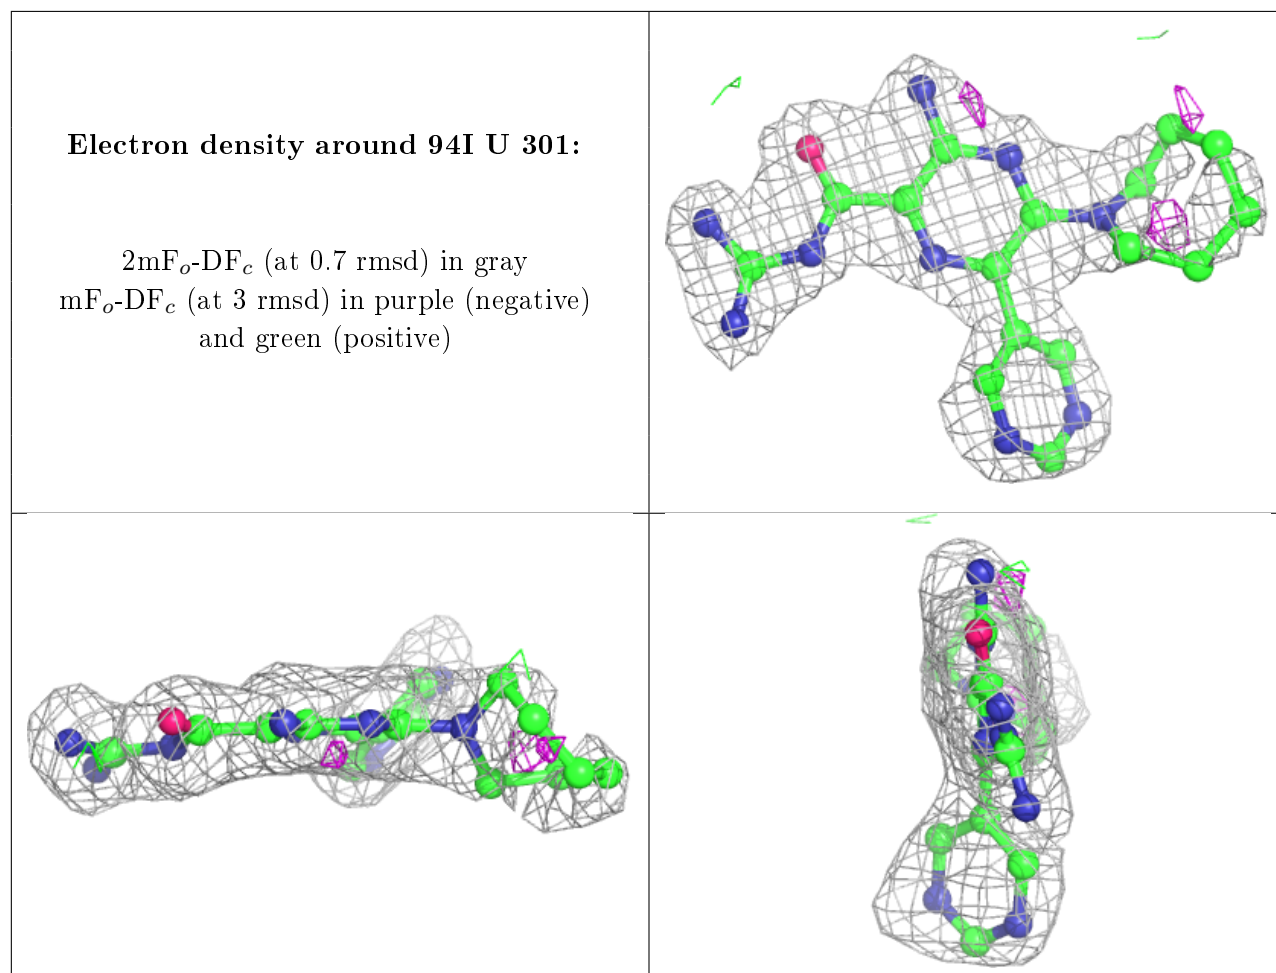 Electron density around 94I U 301:
2mFo-DFc (at 0.7 rmsd) in gray
mFo-DFc (at 3 rmsd) in purple (negative)
and green (positive)